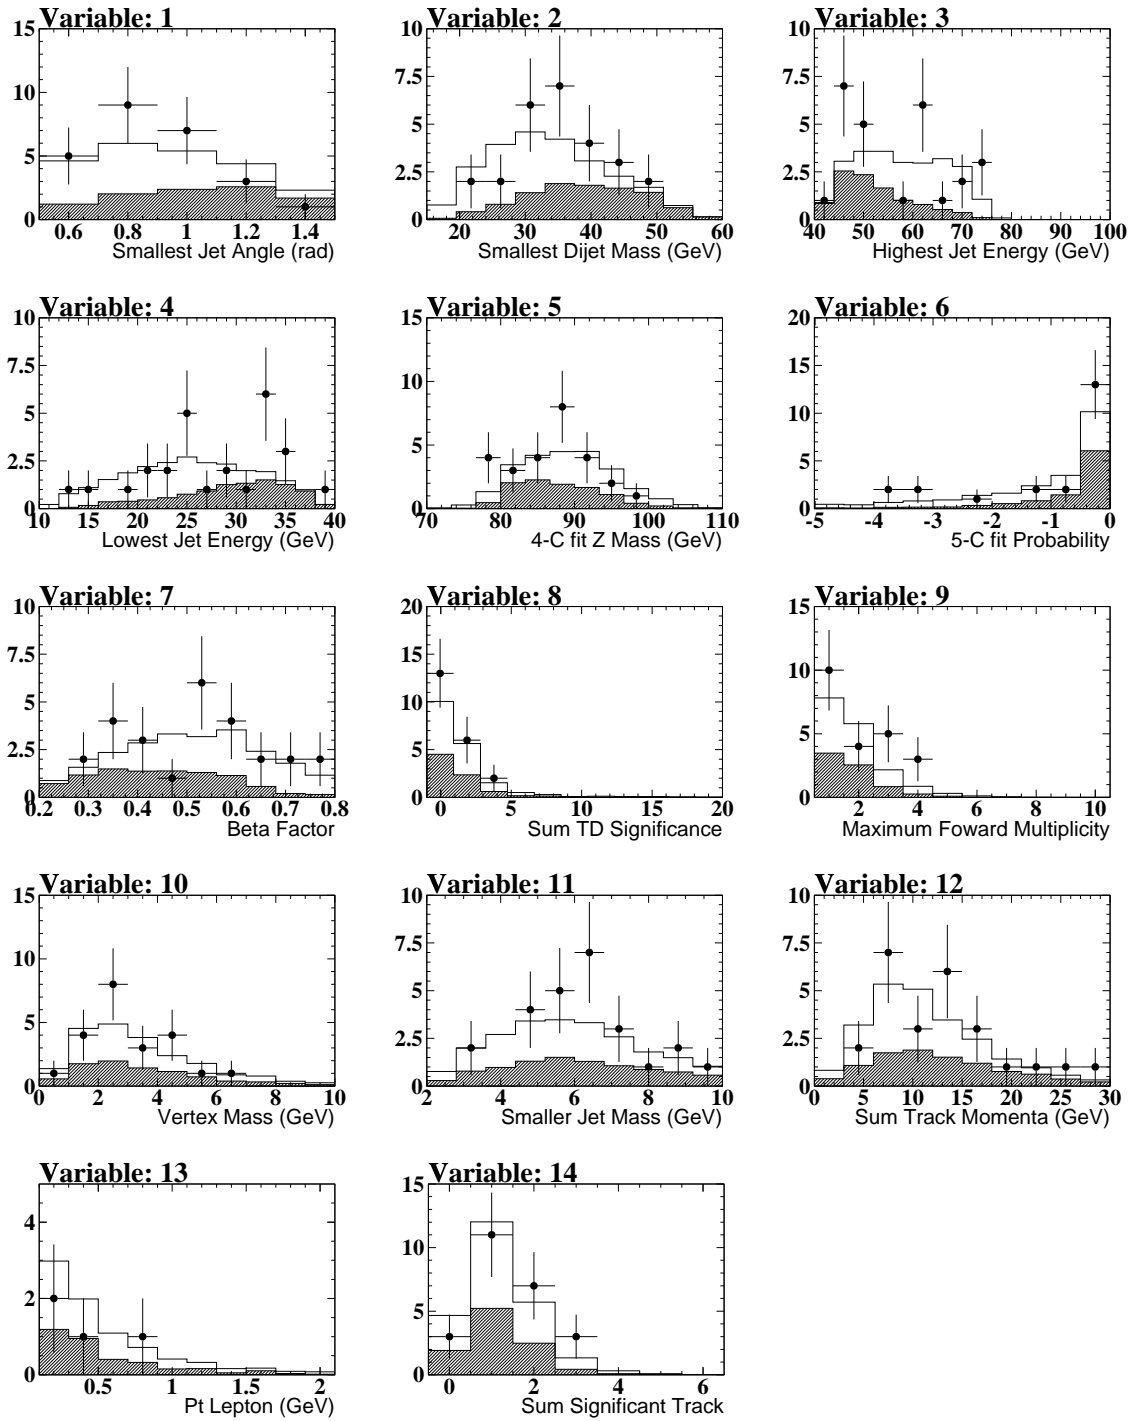 Variable: 1
15
10
5
0
0.6 0.8 1.0 1.2 1.4
Smallest Jet Angle (rad)
Variable: 2
10
7.5
5
2.5
0
20 30 40 50 60
Smallest Dijet Mass (GeV)
Variable: 3
10
7.5
5
2.5
0
40 50 60 70 80 90 100
Highest Jet Energy (GeV)
Variable: 4
10
7.5
5
2.5
0
10 15 20 25 30 35 40
Lowest Jet Energy (GeV)
Variable: 5
15
10
5
0
70 80 90 100 110
4-C fit Z Mass (GeV)
Variable: 6
20
15
10
5
0
-5 -4 -3 -2 -1 0
5-C fit Probability
Variable: 7
10
7.5
5
2.5
0
0.2 0.3 0.4 0.5 0.6 0.7 0.8
Beta Factor
Variable: 8
20
15
10
5
0
0 5 10 15 20
Sum TD Significance
Variable: 9
15
10
5
0
2 4 6 8 10
Maximum Foward Multiplicity
Variable: 10
15
10
5
0
0 2 4 6 8 10
Vertex Mass (GeV)
Variable: 11
10
7.5
5
2.5
0
2 4 6 8 10
Smaller Jet Mass (GeV)
Variable: 12
10
7.5
5
2.5
0
0 5 10 15 20 25 30
Sum Track Momenta (GeV)
Variable: 13
4
2
0
0.5 1 1.5 2
Pt Lepton (GeV)
Variable: 14
15
10
5
0
0 2 4 6
Sum Significant Track